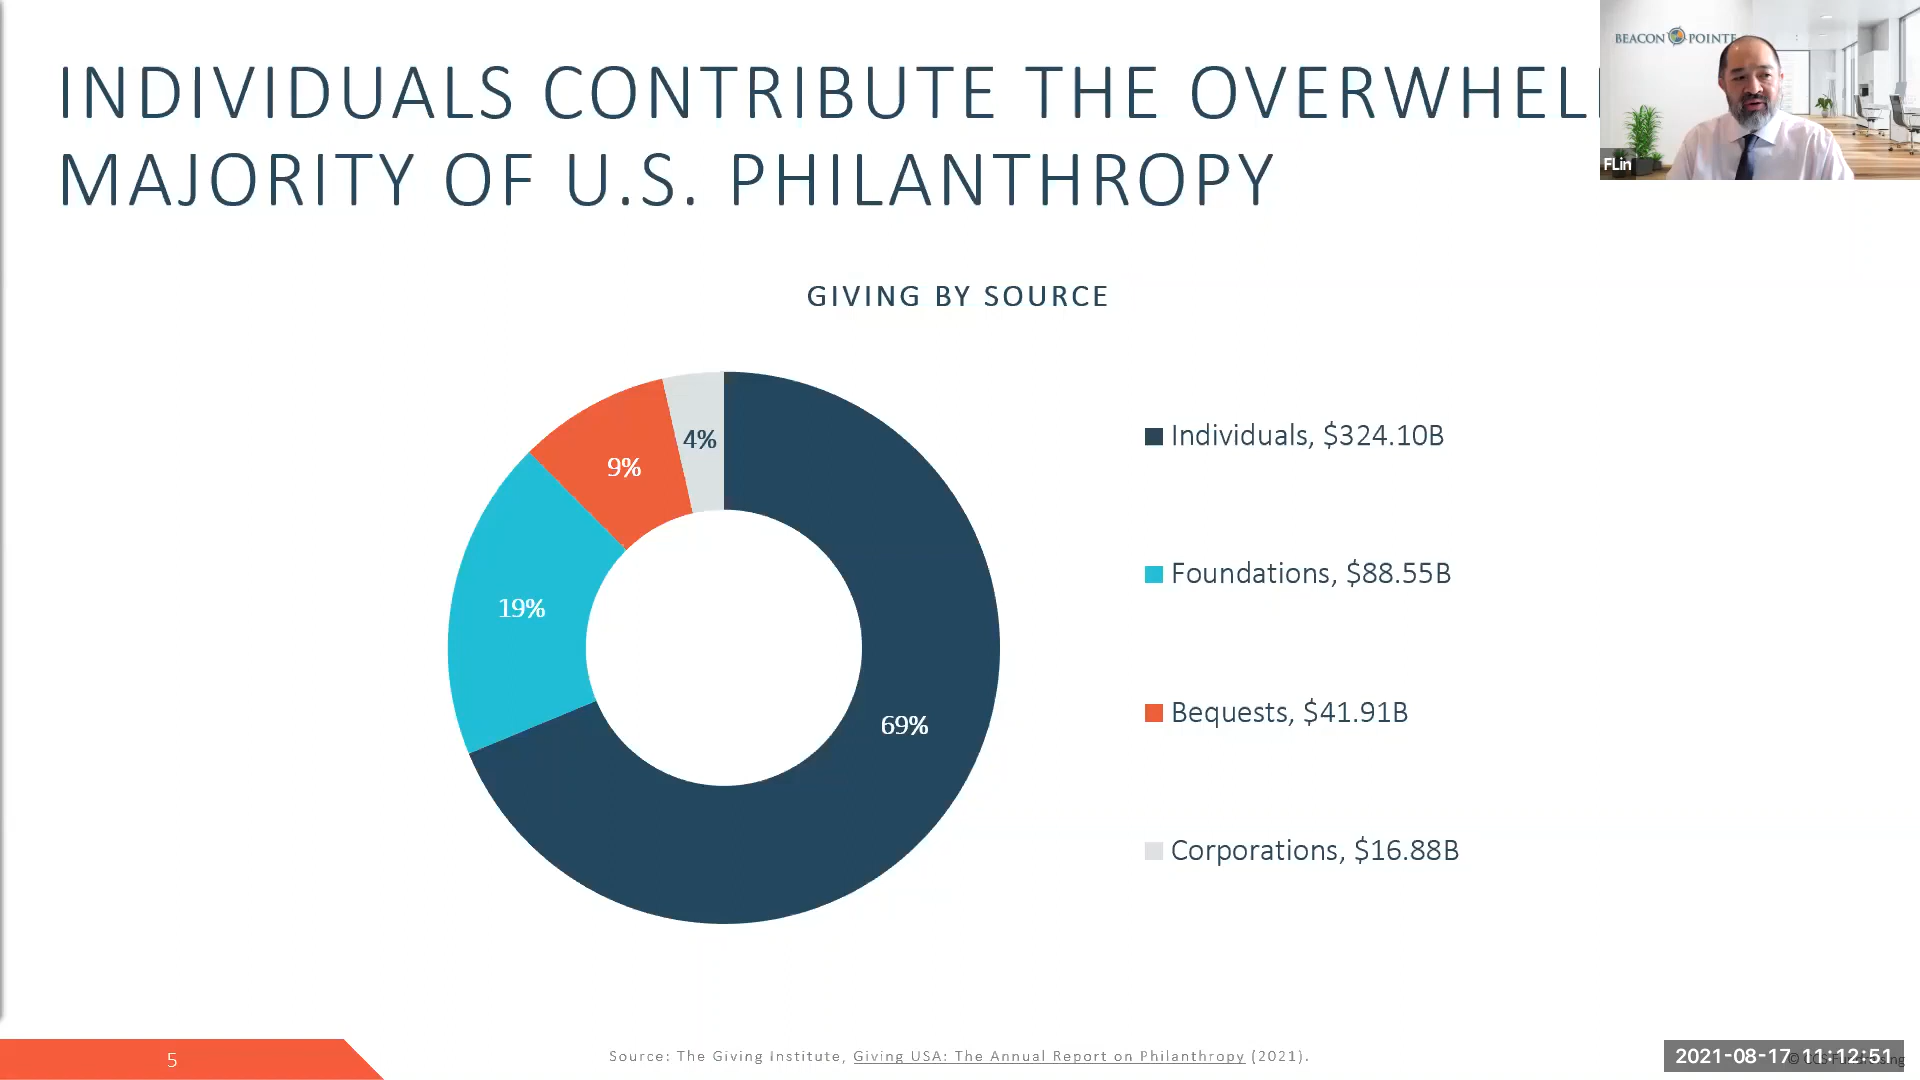 INDIVIDUALS CONTRIBUTE THE
MAJORITY OF U.S. PHILANTHROPY
BEACON POINTE
FLin
GIVING BY SOURCE
4%
9%
19%
69%
Individuals, $324.10B
Foundations, $88.55B
Bequests, $41.91B
Corporations, $16.88B
5
Source: The Giving Institute, Giving USA: The Annual Report on Philanthropy (2021).
2021-08-17 11:12:51